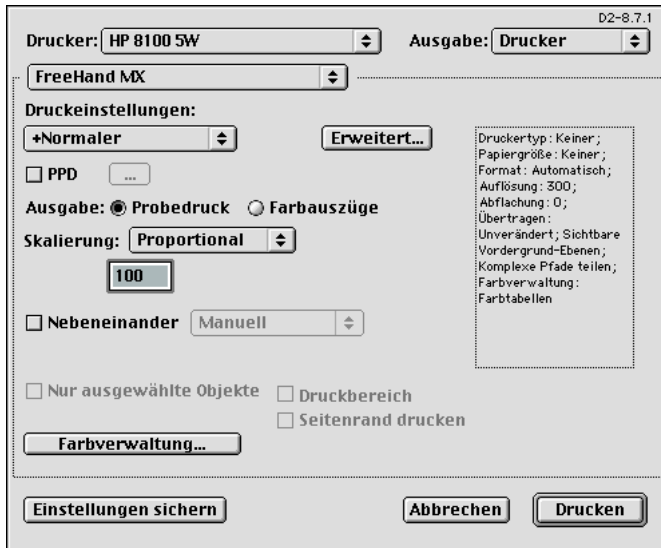 D2-8.7.1
Drucker: HP 8100 5W
Ausgabe: Drucker
FreeHand MX
Druckeinstellungen:
+Normaler
Erweitert...
PPD
...
Ausgabe: Probedruck Farbauszüge
Skalierung: Proportional
100
Nebeneinander Manuell
Nur ausgewählte Objekte
Druckbereich
Seitenrand drucken
Farbverwaltung...
Druckertyp: Keiner;
Papiergröße: Keiner;
Format: Automatisch;
Auflösung: 300;
Abflachung: 0;
Übertragen:
Unverändert; Sichtbare
Vordergrund-Ebenen;
Komplexe Pfade teilen;
Farbverwaltung:
Farbtabellen
Einstellungen sichern
Abbrechen
Drucken